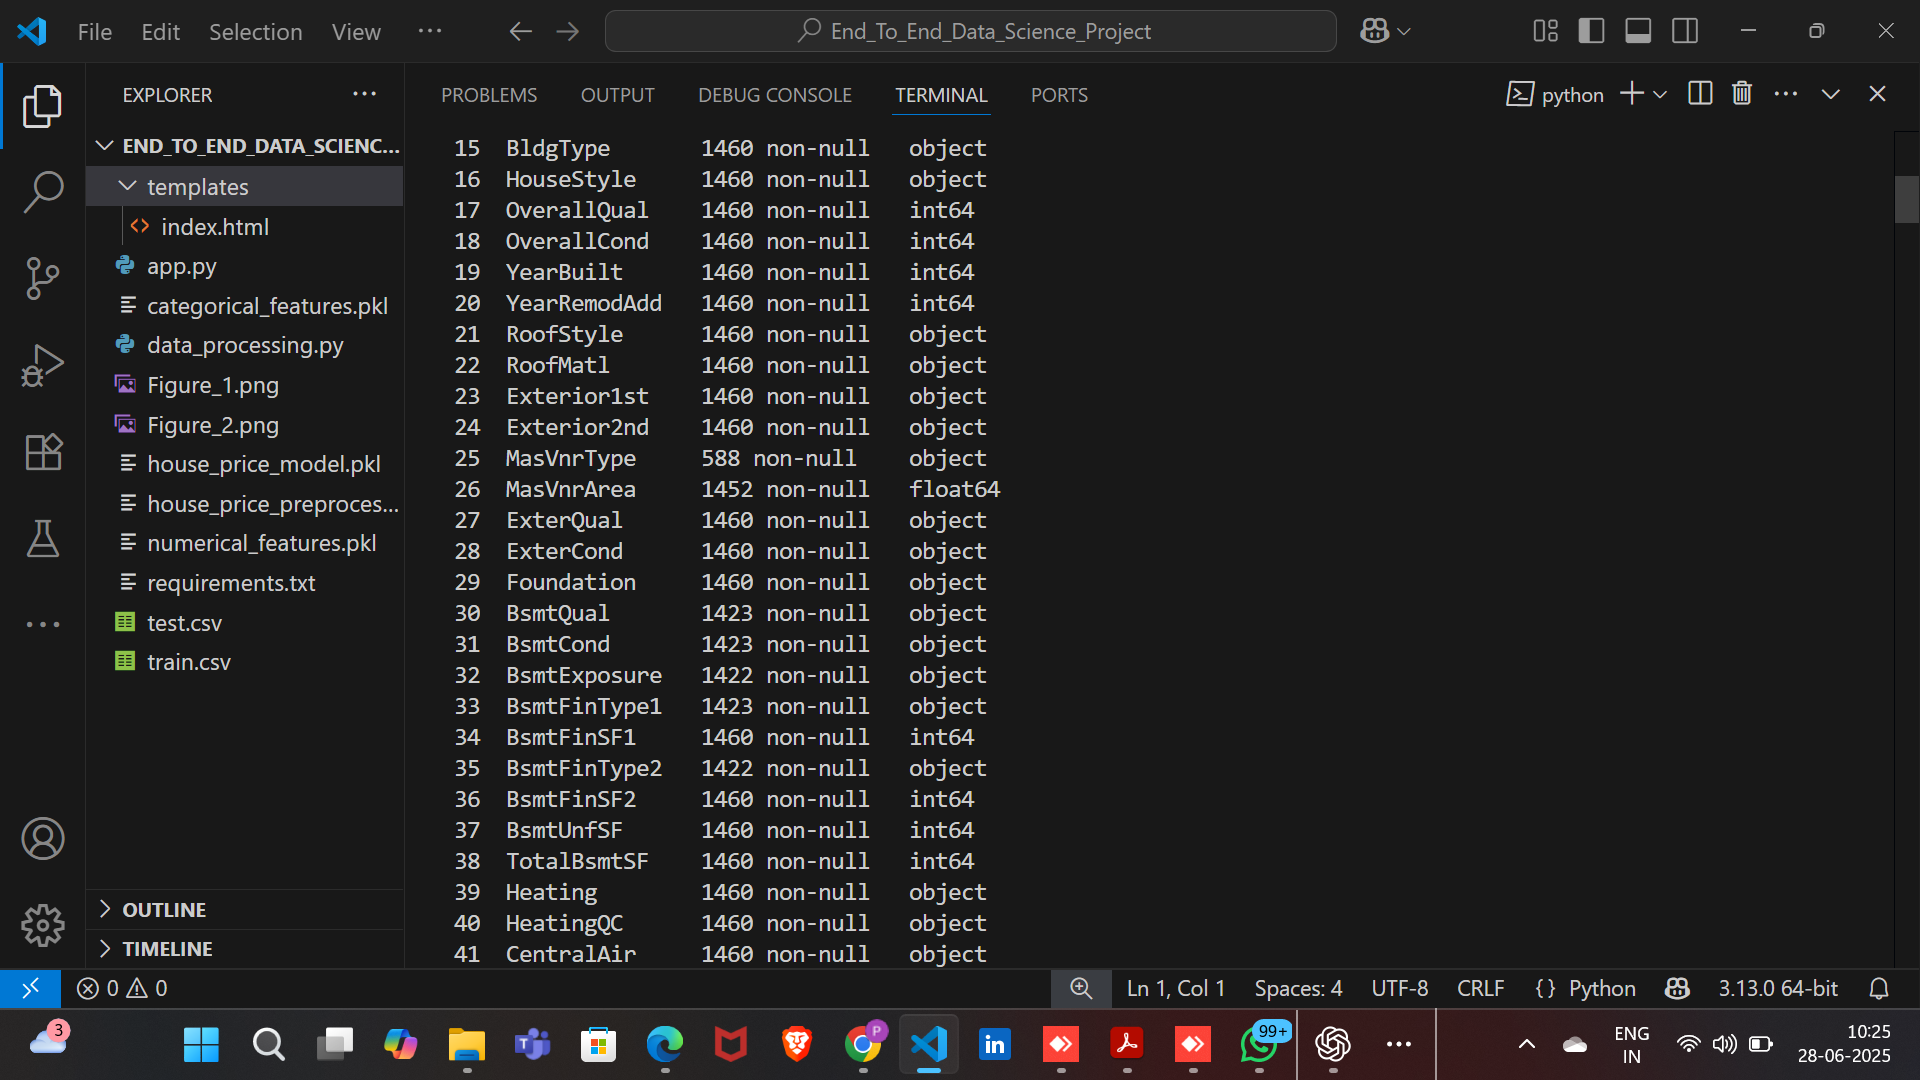 File Edit Selection View ... End_To_End_Data_Science_Project
EXPLORER ...
END_TO_END_DATA_SCIENC...
templates
index.html
app.py
categorical_features.pkl
data_processing.py
Figure_1.png
Figure_2.png
house_price_model.pkl
house_price_preproces...
numerical_features.pkl
requirements.txt
test.csv
train.csv
OUTLINE
TIMELINE
PROBLEMS OUTPUT DEBUG CONSOLE TERMINAL PORTS python
15 BldgType 1460 non-null object
16 HouseStyle 1460 non-null object
17 OverallQual 1460 non-null int64
18 OverallCond 1460 non-null int64
19 YearBuilt 1460 non-null int64
20 YearRemodAdd 1460 non-null int64
21 RoofStyle 1460 non-null object
22 RoofMatl 1460 non-null object
23 Exterior1st 1460 non-null object
24 Exterior2nd 1460 non-null object
25 MasVnrType 588 non-null object
26 MasVnrArea 1452 non-null float64
27 ExterQual 1460 non-null object
28 ExterCond 1460 non-null object
29 Foundation 1460 non-null object
30 BsmtQual 1423 non-null object
31 BsmtCond 1423 non-null object
32 BsmtExposure 1422 non-null object
33 BsmtFinType1 1423 non-null object
34 BsmtFinSF1 1460 non-null int64
35 BsmtFinType2 1422 non-null object
36 BsmtFinSF2 1460 non-null int64
37 BsmtUnfSF 1460 non-null int64
38 TotalBsmtSF 1460 non-null int64
39 Heating 1460 non-null object
40 HeatingQC 1460 non-null object
41 CentralAir 1460 non-null object
0 0 Ln 1, Col 1 Spaces: 4 UTF-8 CRLF {} Python 3.13.0 64-bit
3 T P in 99+ ENG 10:25
IN 28-06-2025